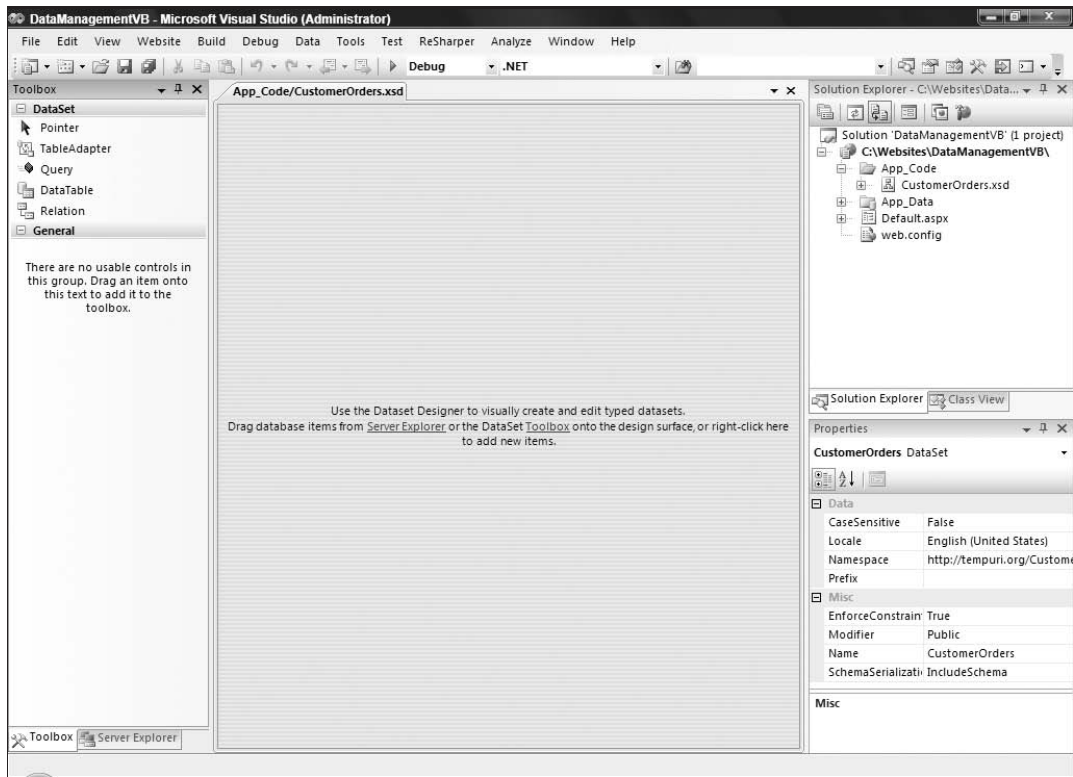 DataManagementVB - Microsoft Visual Studio (Administrator)
File Edit View Website Build Debug Data Tools Test ReSharper Analyze Window Help
Debug .NET
Toolbox
DataSet
Pointer
TableAdapter
Query
DataTable
Relation
General
There are no usable controls in
this group. Drag an item onto
this text to add it to the
toolbox.
Toolbox Server Explorer
App_Code/CustomerOrders.xsd
Use the Dataset Designer to visually create and edit typed datasets.
Drag database items from Server Explorer or the DataSet Toolbox onto the design surface, or right-click here
to add new items.
Solution Explorer - C:\Websites\Data...
Solution 'DataManagementVB' (1 project)
C:\Websites\DataManagementVB\
App_Code
CustomerOrders.xsd
App_Data
Default.aspx
web.config
Solution Explorer Class View
Properties
CustomerOrders DataSet
Data
CaseSensitive False
Locale English (United States)
Namespace http://tempuri.org/Custome
Prefix
Misc
EnforceConstrain True
Modifier Public
Name CustomerOrders
SchemaSerializati IncludeSchema
Misc